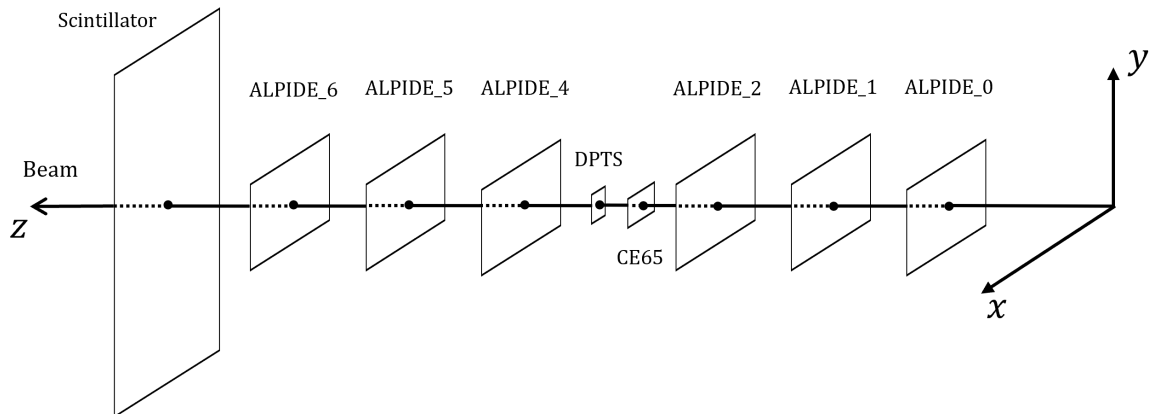 Scintillator
ALPIDE_6 ALPIDE_5 ALPIDE_4 ALPIDE_2 ALPIDE_1 ALPIDE_0
y
DPTS
Beam
z
CE65
x